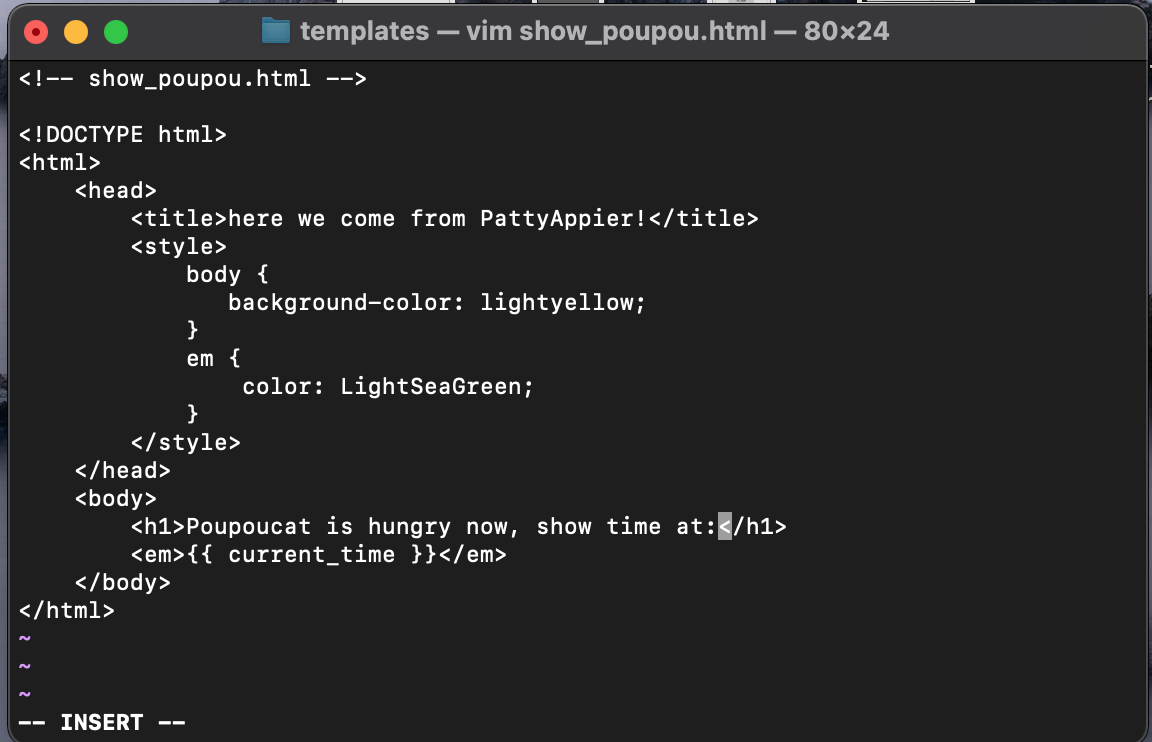 templates — vim show_poupou.html — 80×24
<!-- show_poupou.html -->
<!DOCTYPE html>
<html>
    <head>
        <title>here we come from PattyAppier!</title>
        <style>
            body {
               background-color: lightyellow;
            }
            em {
                color: LightSeaGreen;
            }
        </style>
    </head>
    <body>
        <h1>Poupoucat is hungry now, show time at:</h1>
        <em>{{ current_time }}</em>
    </body>
</html>
~
~
~
-- INSERT --